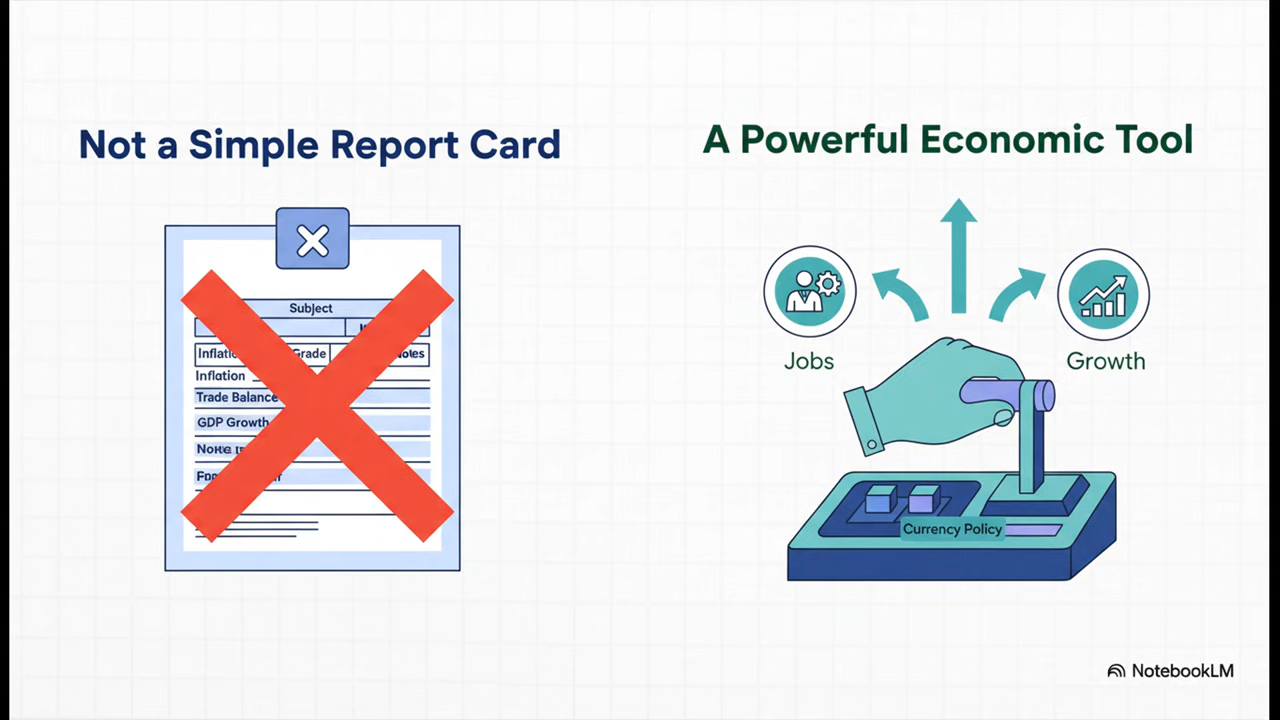 Not a Simple Report Card
Subject
Grade
Inflation
Trade Balance
GDP Growth
A Powerful Economic Tool
Jobs
Growth
Currency Policy
NotebookLM